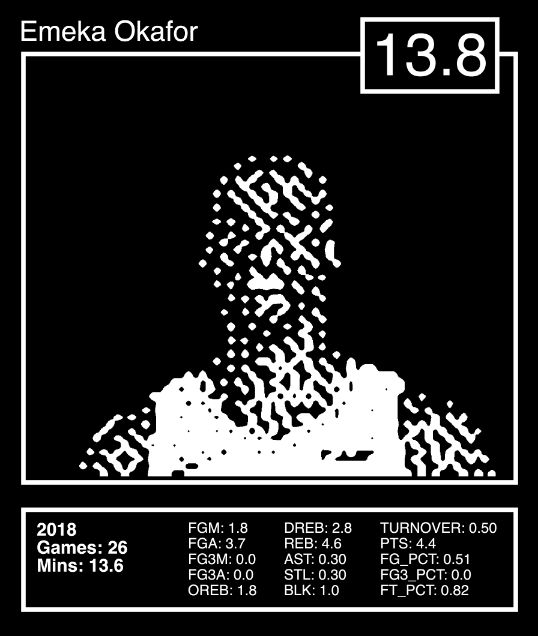 Emeka Okafor
13.8
2018
Games: 26
Mins: 13.6
FGM: 1.8
FGA: 3.7
FG3M: 0.0
FG3A: 0.0
OREB: 1.8
DREB: 2.8
REB: 4.6
AST: 0.30
STL: 0.30
BLK: 1.0
TURNOVER: 0.50
PTS: 4.4
FG_PCT: 0.51
FG3_PCT: 0.0
FT_PCT: 0.82